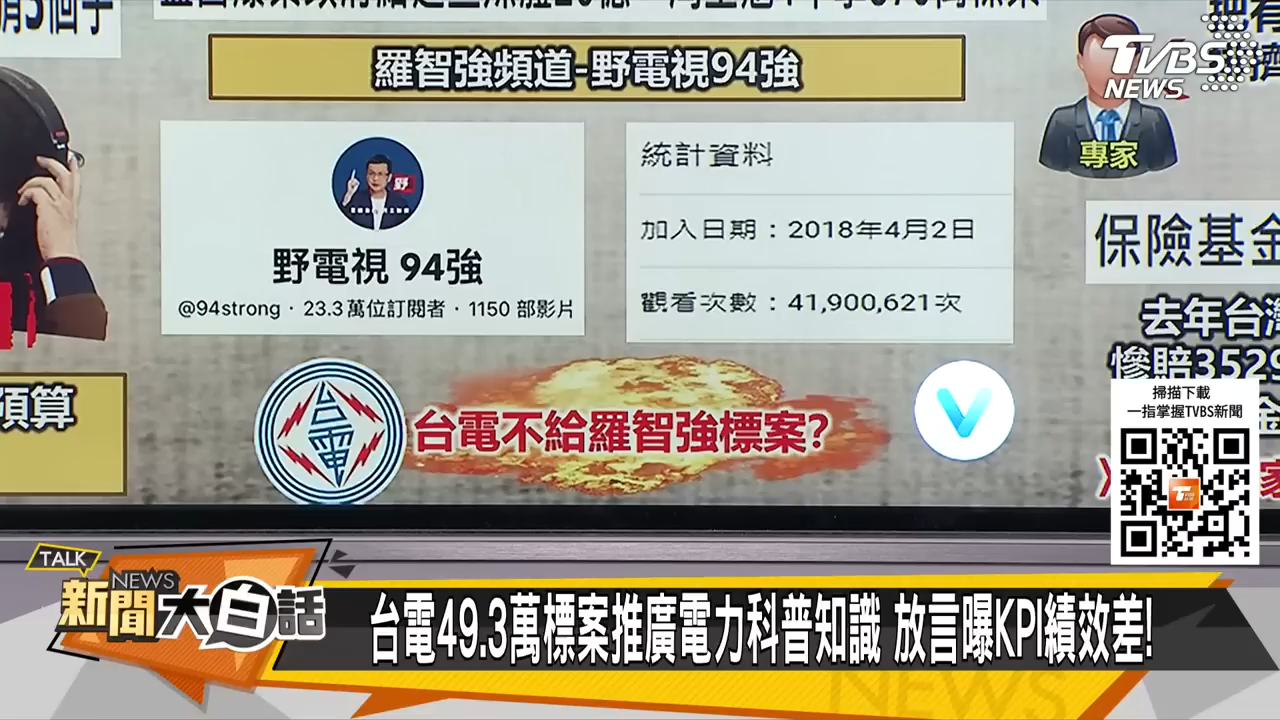 羅智強頻道-野電視94強
TVBS
NEWS
專家
野
野電視 94強
@94strong · 23.3 萬位訂閱者 · 1150 部影片
統計資料
加入日期：2018年4月2日
觀看次數：41,900,621次
保險基金
去年台灣
慘賠3529
預算
台電
台電不給羅智強標案?
掃描下載
一指掌握TVBS新聞
TALK
NEWS
新聞大白話
台電49.3萬標案推廣電力科普知識 放言曝KPI績效差!
NEWS